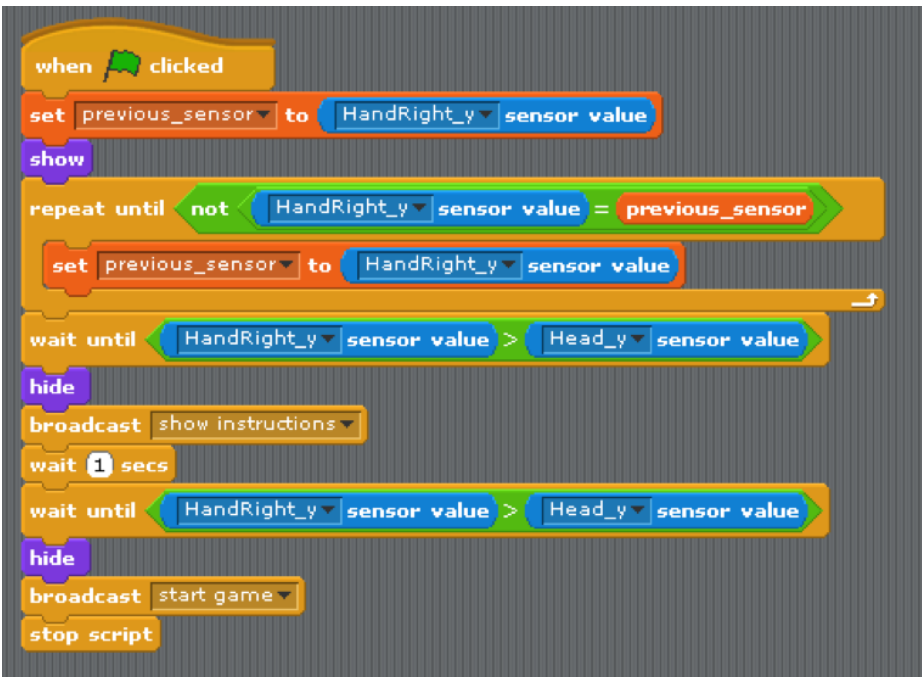 when clicked
set previous_sensor to HandRight_y sensor value
show
repeat until not HandRight_y sensor value = previous_sensor
set previous_sensor to HandRight_y sensor value
wait until HandRight_y sensor value > Head_y sensor value
hide
broadcast show instructions
wait 1 secs
wait until HandRight_y sensor value > Head_y sensor value
hide
broadcast start game
stop script